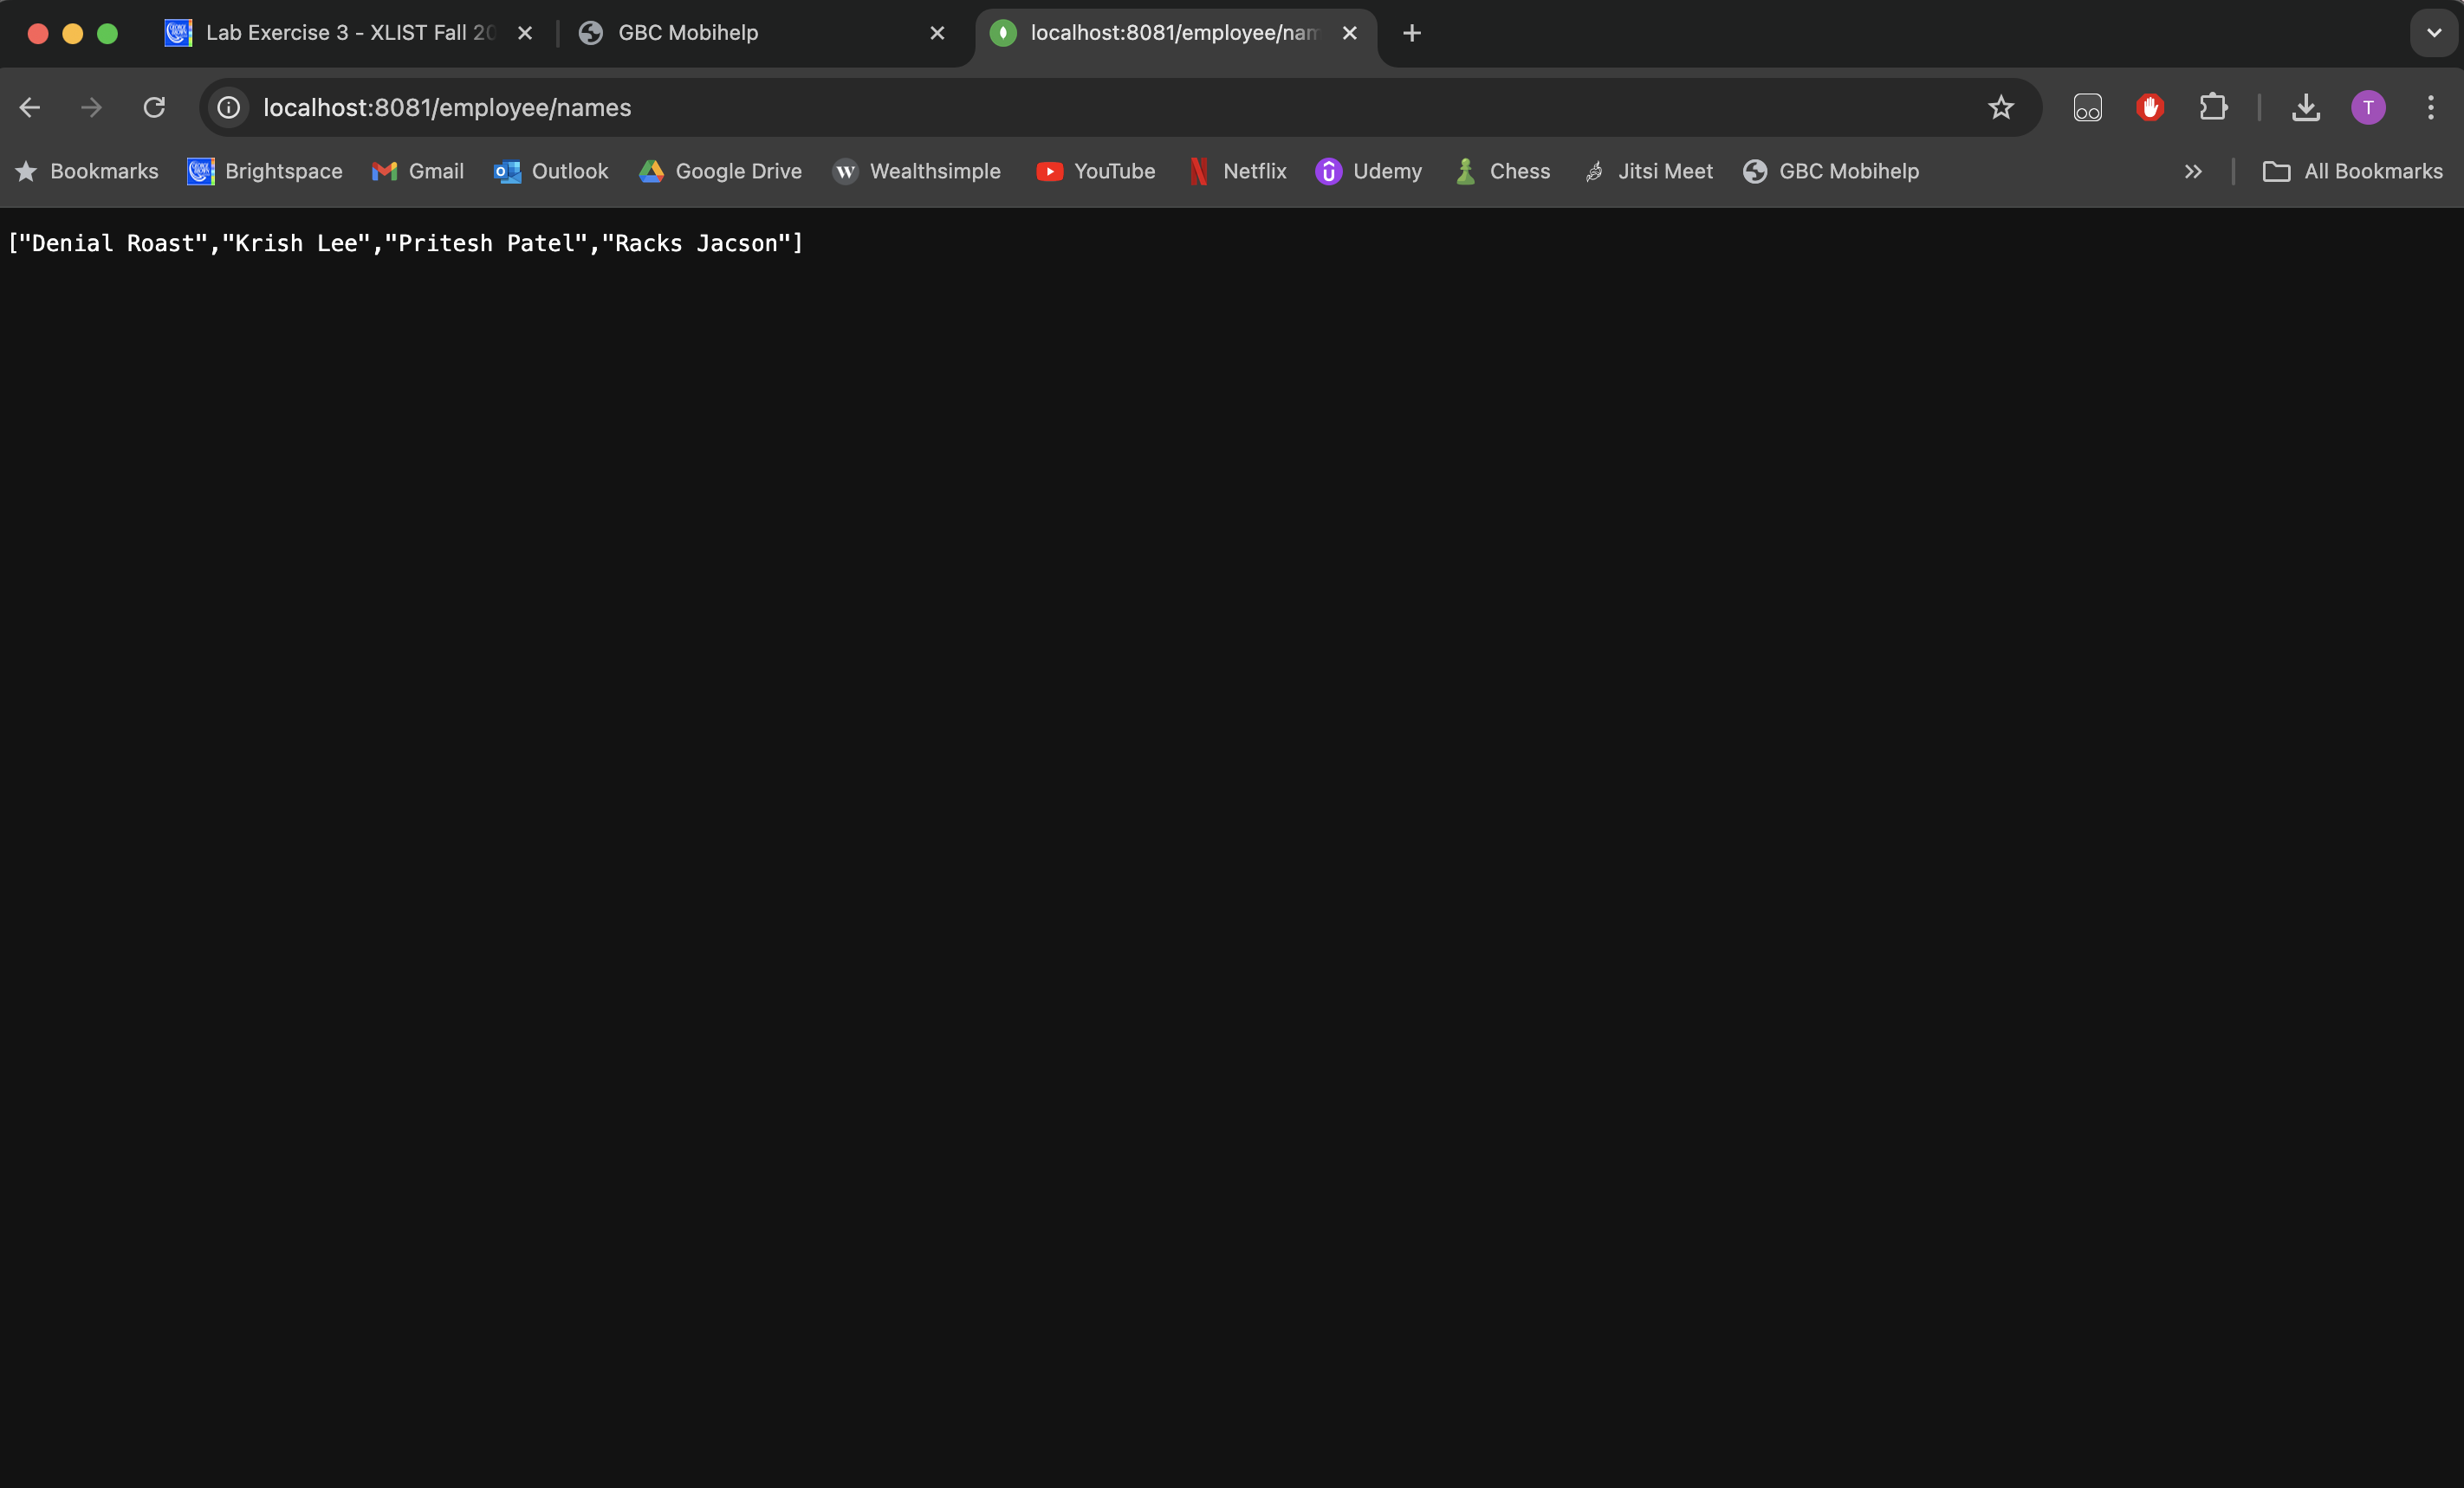 Lab Exercise 3 - XLIST Fall 20
GBC Mobihelp
localhost:8081/employee/nam
localhost:8081/employee/names
T
Bookmarks
Brightspace
Gmail
Outlook
Google Drive
Wealthsimple
YouTube
Netflix
Udemy
Chess
Jitsi Meet
GBC Mobihelp
All Bookmarks
["Denial Roast","Krish Lee","Pritesh Patel","Racks Jacson"]